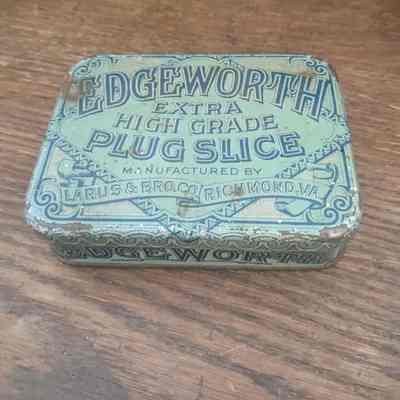 EDGEWORTH
EXTRA
HIGH GRADE
PLUG SLICE
MANUFACTURED BY
LARUS & BRO. CO. RICHMOND, VA.
EDGEWORTH